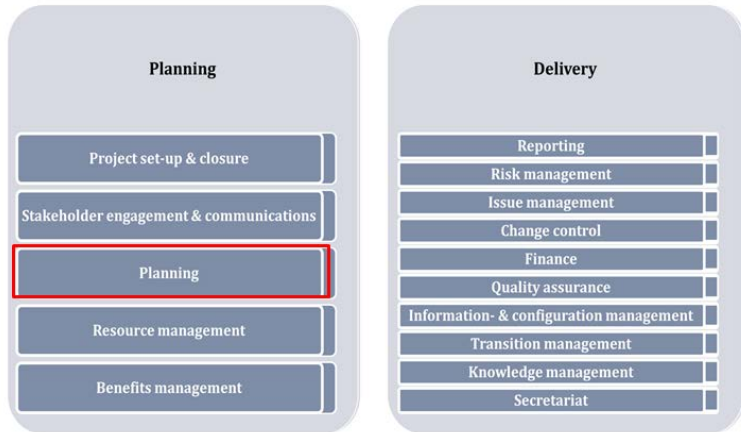 Planning
Project set-up & closure
Stakeholder engagement & communications
Planning
Resource management
Benefits management
Delivery
Reporting
Risk management
Issue management
Change control
Finance
Quality assurance
Information- & configuration management
Transition management
Knowledge management
Secretariat